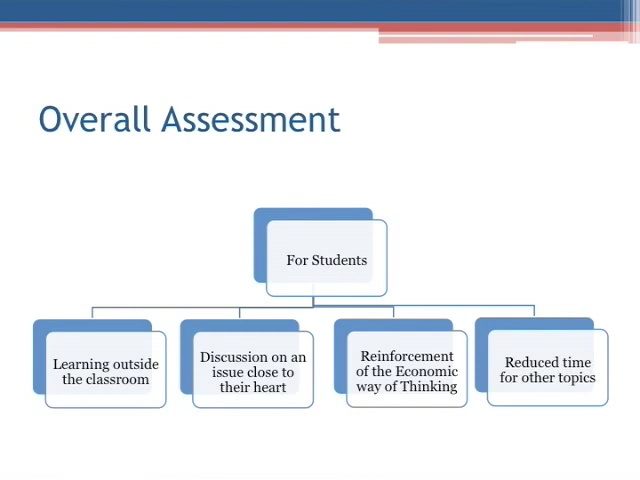 Overall Assessment
For Students
Learning outside
the classroom
Discussion on an
issue close to
their heart
Reinforcement
of the Economic
way of Thinking
Reduced time
for other topics